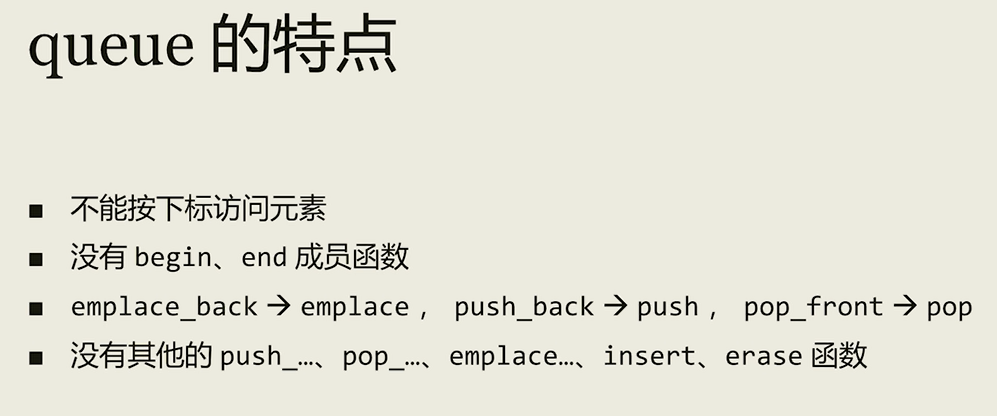 queue 的特点
■ 不能按下标访问元素
■ 没有 begin、end 成员函数
■ emplace_back → emplace , push_back → push , pop_front → pop
■ 没有其他的 push_…、pop_…、emplace…、insert、erase 函数